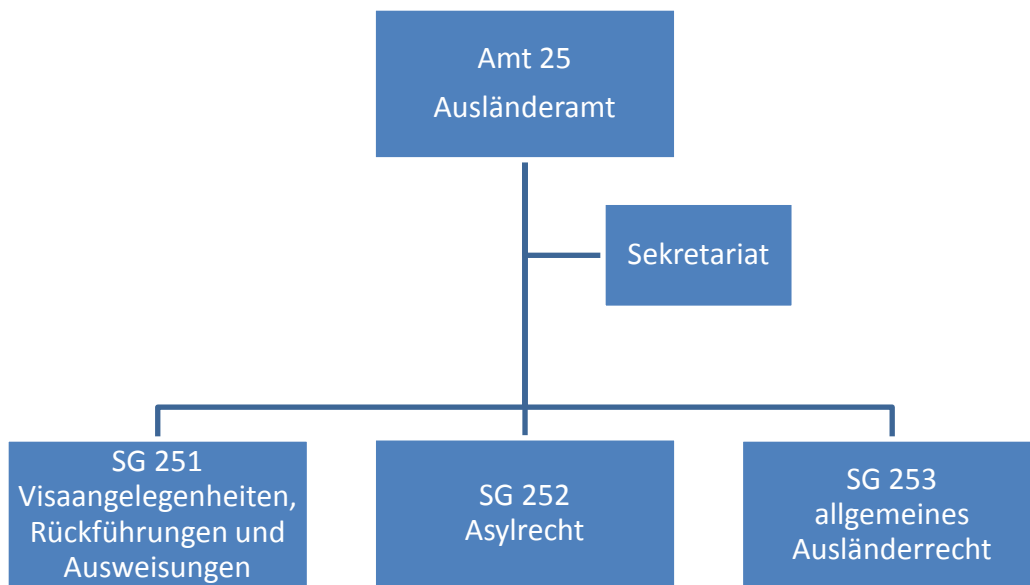 Amt 25
Ausländeramt
Sekretariat
SG 251
Visaangelegenheiten,
Rückführungen und
Ausweisungen
SG 252
Asylrecht
SG 253
allgemeines
Ausländerrecht